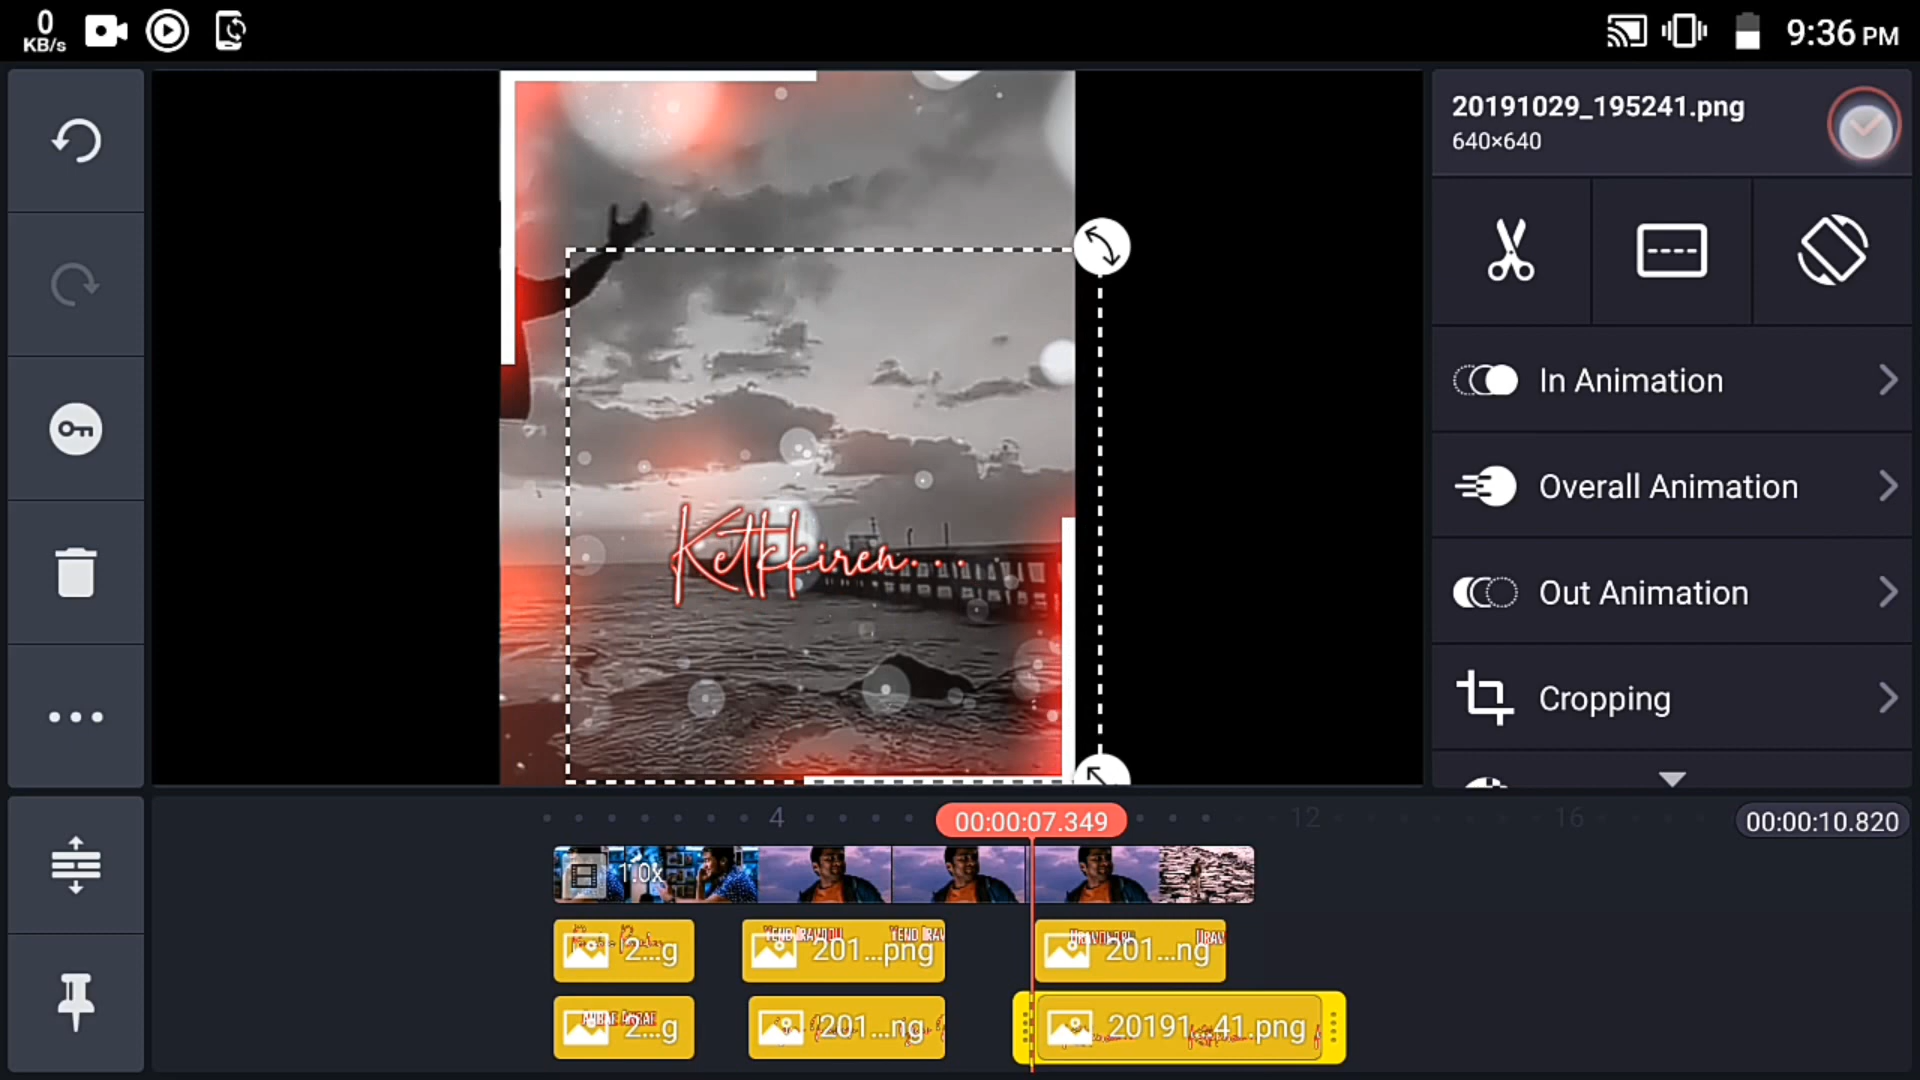 0
KB/s
9:36 PM
20191029_195241.png
640×640
In Animation
Overall Animation
Out Animation
Cropping
Ketkkiren...
4
00:00:07.349
12
16
00:00:10.820
1.0x
2...g
201...png
201...ng
2...g
201...ng
20191...41.png